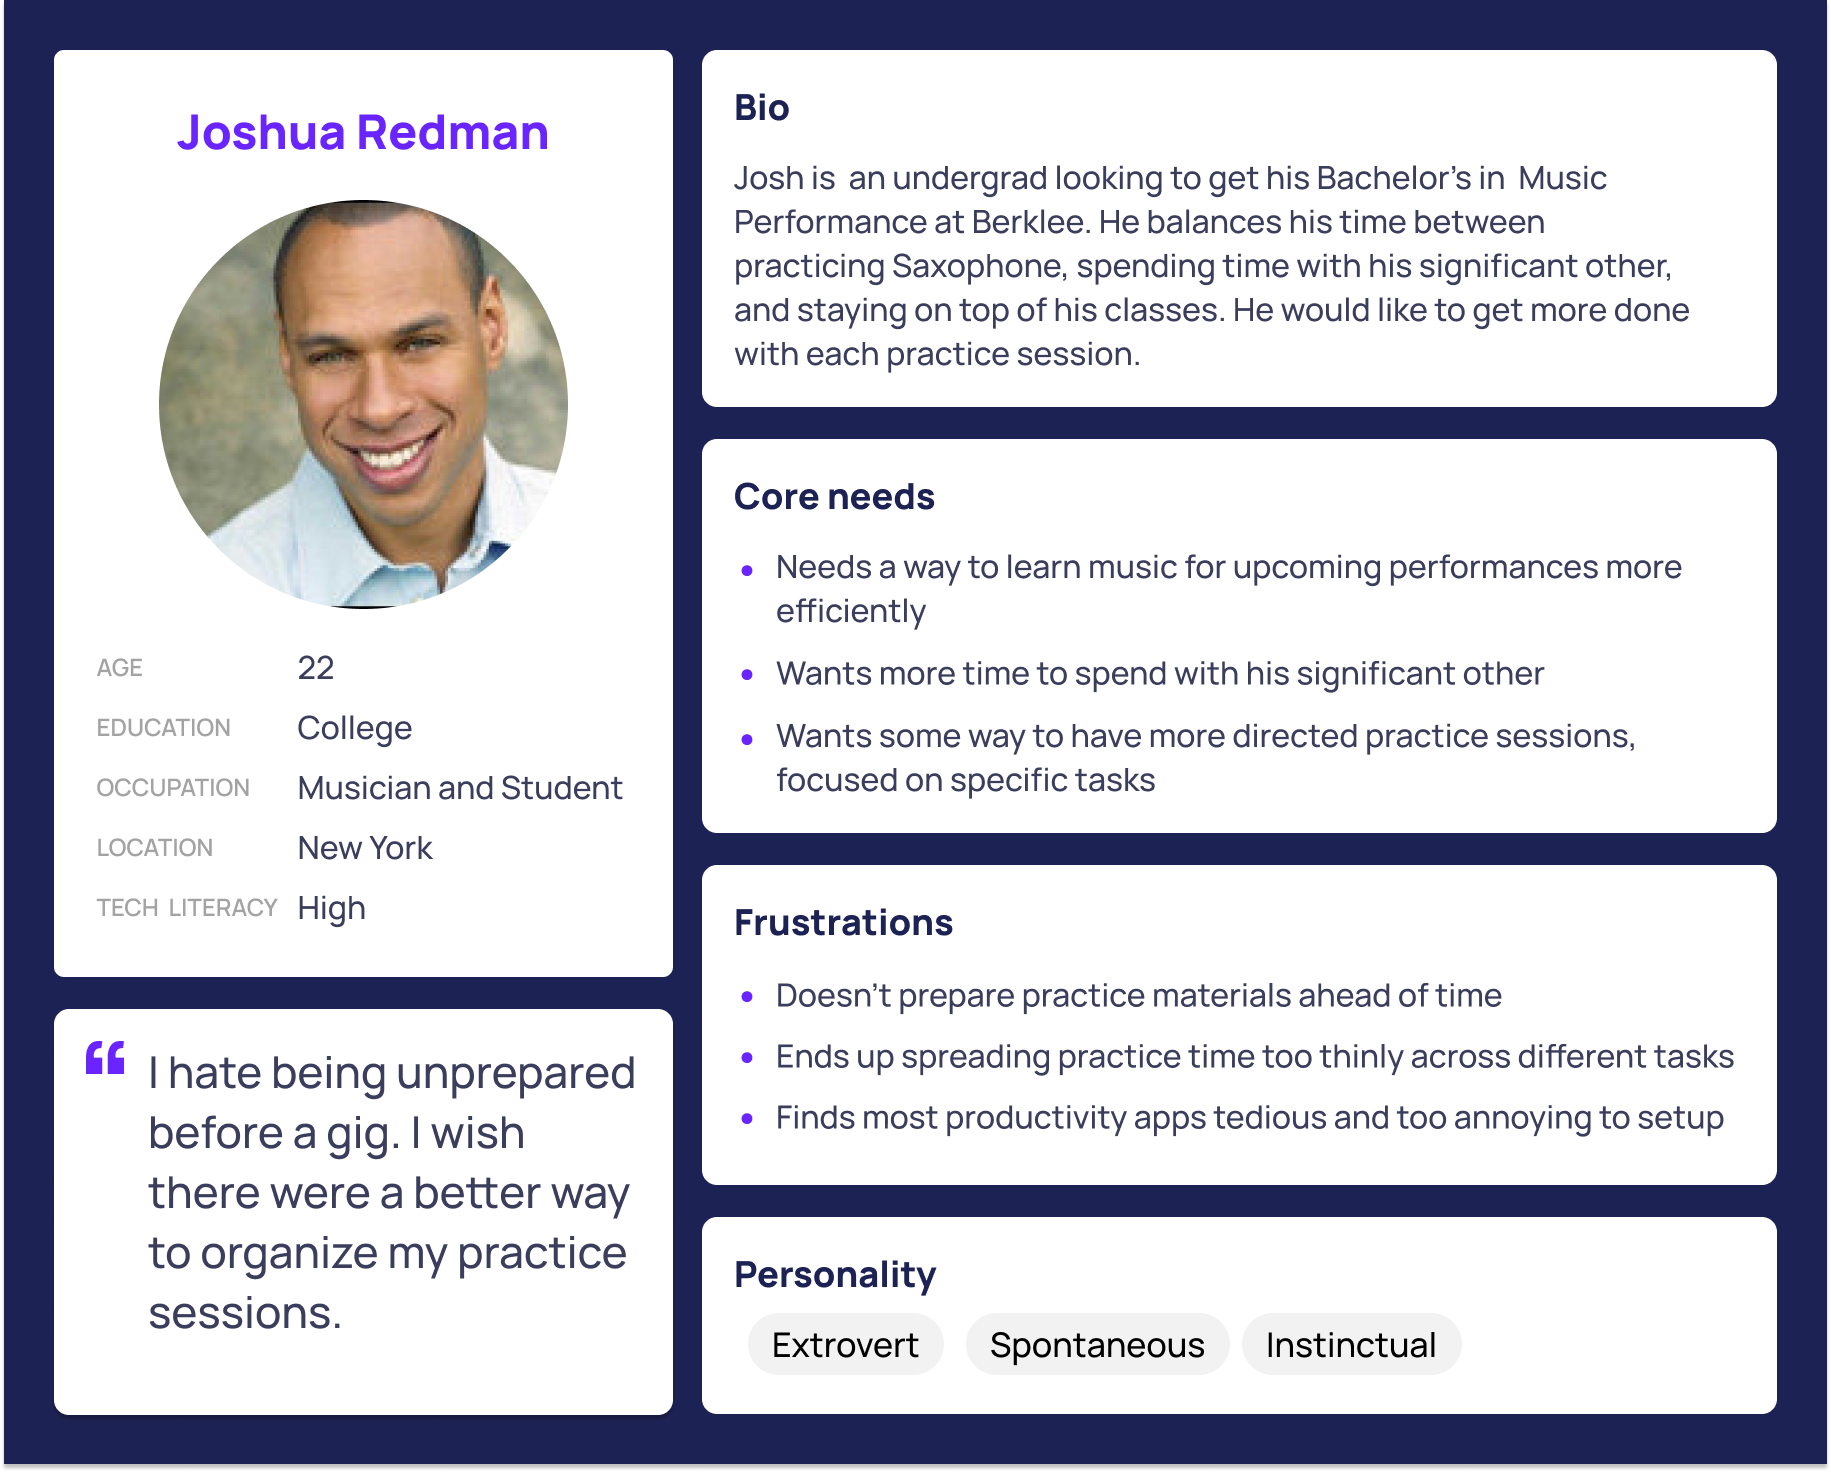 Joshua Redman
AGE 22
EDUCATION College
OCCUPATION Musician and Student
LOCATION New York
TECH LITERACY High
“ I hate being unprepared
before a gig. I wish
there were a better way
to organize my practice
sessions.
Bio
Josh is  an undergrad looking to get his Bachelor’s in  Music
Performance at Berklee. He balances his time between
practicing Saxophone, spending time with his significant other,
and staying on top of his classes. He would like to get more done
with each practice session.
Core needs
• Needs a way to learn music for upcoming performances more
efficiently
• Wants more time to spend with his significant other
• Wants some way to have more directed practice sessions,
focused on specific tasks
Frustrations
• Doesn’t prepare practice materials ahead of time
• Ends up spreading practice time too thinly across different tasks
• Finds most productivity apps tedious and too annoying to setup
Personality
Extrovert Spontaneous Instinctual